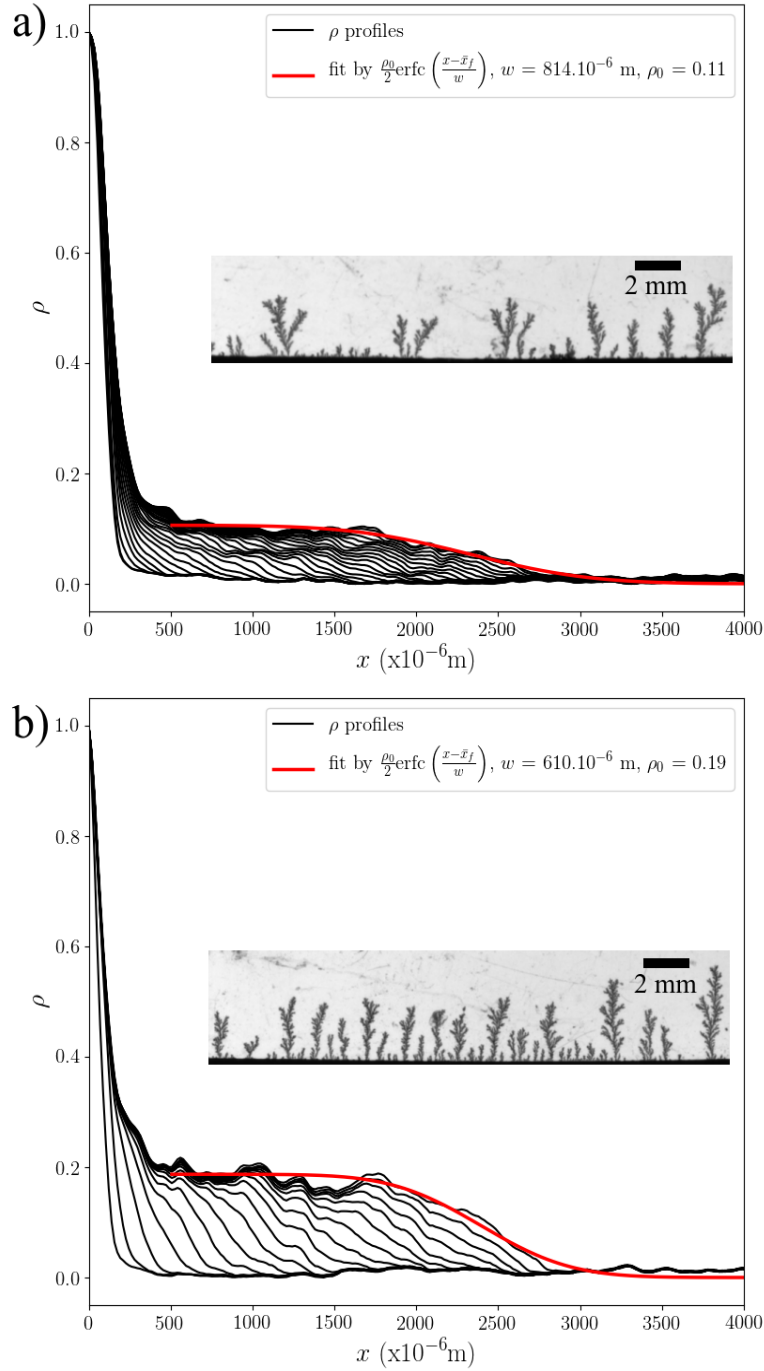 a)
ρ profiles
fit by ρ₀/2 erfc((x−x̄_f)/w), w = 814.10⁻⁶ m, ρ₀ = 0.11
1.0
0.8
0.6
0.4
0.2
0.0
ρ
2 mm
0 500 1000 1500 2000 2500 3000 3500 4000
x (x10⁻⁶m)
b)
ρ profiles
fit by ρ₀/2 erfc((x−x̄_f)/w), w = 610.10⁻⁶ m, ρ₀ = 0.19
1.0
0.8
0.6
0.4
0.2
0.0
ρ
2 mm
0 500 1000 1500 2000 2500 3000 3500 4000
x (x10⁻⁶m)